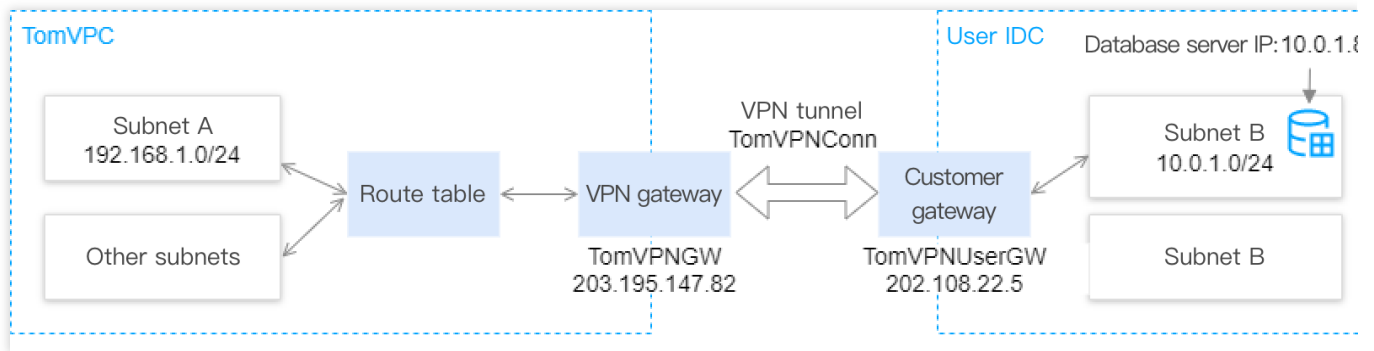 TomVPC
User IDC
Database server IP:10.0.1.8
Subnet A
192.168.1.0/24
Other subnets
Route table
VPN gateway
TomVPNGW
203.195.147.82
VPN tunnel
TomVPNConn
Customer
gateway
TomVPNUserGW
202.108.22.5
Subnet B
10.0.1.0/24
Subnet B